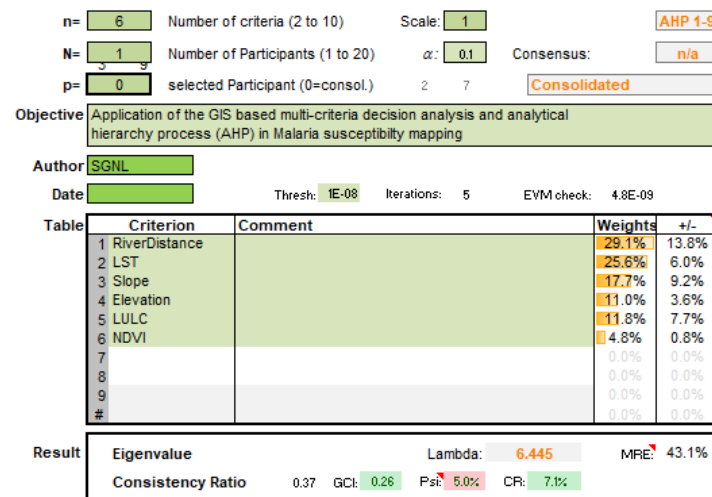 n= 6 Number of criteria (2 to 10) Scale: 1 AHP 1-9
N= 1 Number of Participants (1 to 20) α: 0.1 Consensus: n/a
3 9
p= 0 selected Participant (0=consol.) 2 7 Consolidated
Objective Application of the GIS based multi-criteria decision analysis and analytical
hierarchy process (AHP) in Malaria susceptibilty mapping
Author SGNL
Date Thresh: 1E-08 Iterations: 5 EVM check: 4.8E-09
Table Criterion Comment Weights +/-
1 RiverDistance 29.1% 13.8%
2 LST 25.6% 6.0%
3 Slope 17.7% 9.2%
4 Elevation 11.0% 3.6%
5 LULC 11.8% 7.7%
6 NDVI 4.8% 0.8%
7 0.0% 0.0%
8 0.0% 0.0%
9 0.0% 0.0%
# 0.0% 0.0%
Result Eigenvalue Lambda: 6.445 MRE: 43.1%
Consistency Ratio 0.37 GCI: 0.26 Psi: 5.0% CR: 7.1%